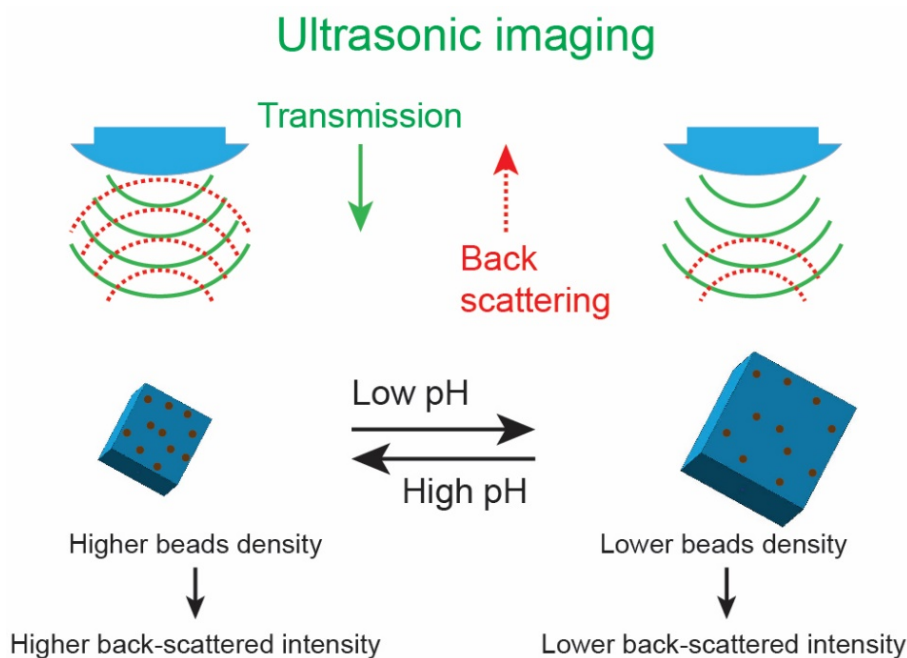 Ultrasonic imaging
Transmission
Back
scattering
Low pH
High pH
Higher beads density
Lower beads density
Higher back-scattered intensity
Lower back-scattered intensity